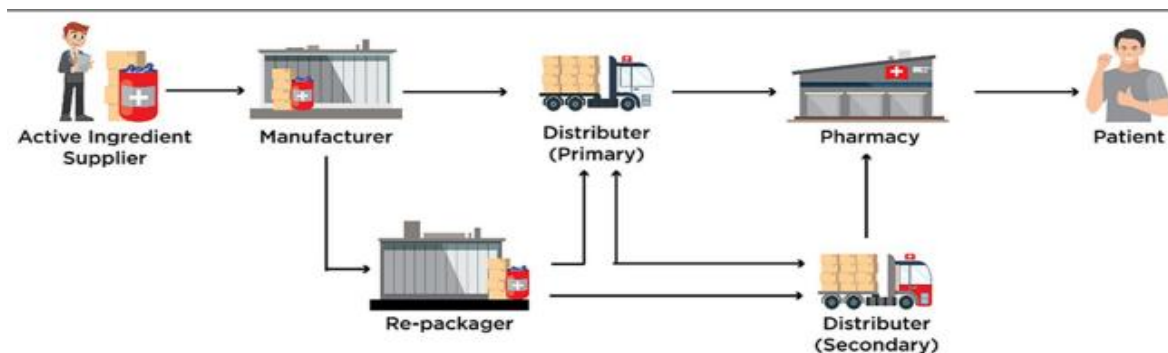 Active Ingredient
Supplier
Manufacturer
Distributer
(Primary)
Pharmacy
Patient
Re-packager
Distributer
(Secondary)